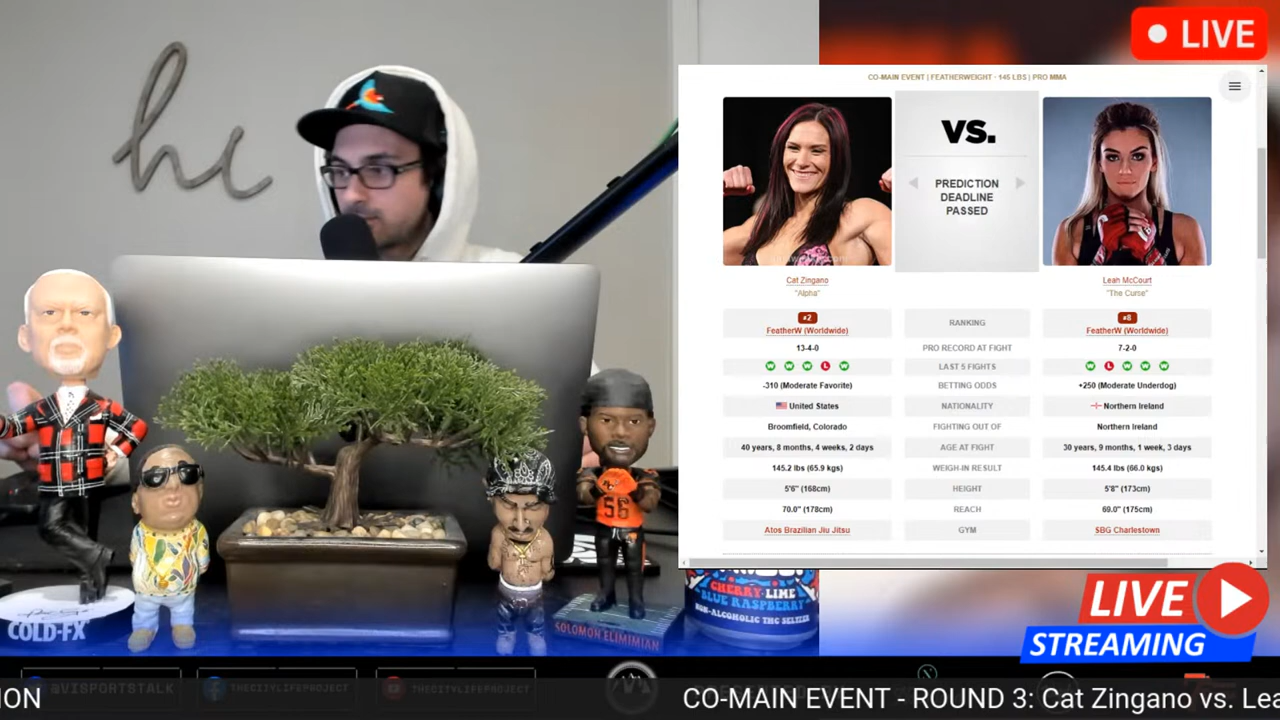 hi
LIVE
CO-MAIN EVENT | FEATHERWEIGHT · 145 LBS | PRO MMA
VS.
PREDICTION
DEADLINE
PASSED
Cat Zingano
"Alpha"
Leah McCourt
"The Curse"
#2
FeatherW (Worldwide)
RANKING
#8
FeatherW (Worldwide)
13-4-0
PRO RECORD AT FIGHT
7-2-0
W W W L W
LAST 5 FIGHTS
W L W W W
-310 (Moderate Favorite)
BETTING ODDS
+250 (Moderate Underdog)
United States
NATIONALITY
Northern Ireland
Broomfield, Colorado
FIGHTING OUT OF
Northern Ireland
40 years, 8 months, 4 weeks, 2 days
AGE AT FIGHT
30 years, 9 months, 1 week, 3 days
145.2 lbs (65.9 kgs)
WEIGH-IN RESULT
145.4 lbs (66.0 kgs)
5'6" (168cm)
HEIGHT
5'8" (173cm)
70.0" (178cm)
REACH
69.0" (175cm)
Atos Brazilian Jiu Jitsu
GYM
SBG Charlestown
56
COLD-FX
SOLOMON ELIMIMIAN
CHERRY-LIME
BLUE RASPBERRY
NON-ALCOHOLIC THC SELTZER
LIVE
STREAMING
@VISPORTSTALK
THECITYLIFEPROJECT
THECITYLIFEPROJECT
ION
CO-MAIN EVENT - ROUND 3: Cat Zingano vs. Lea